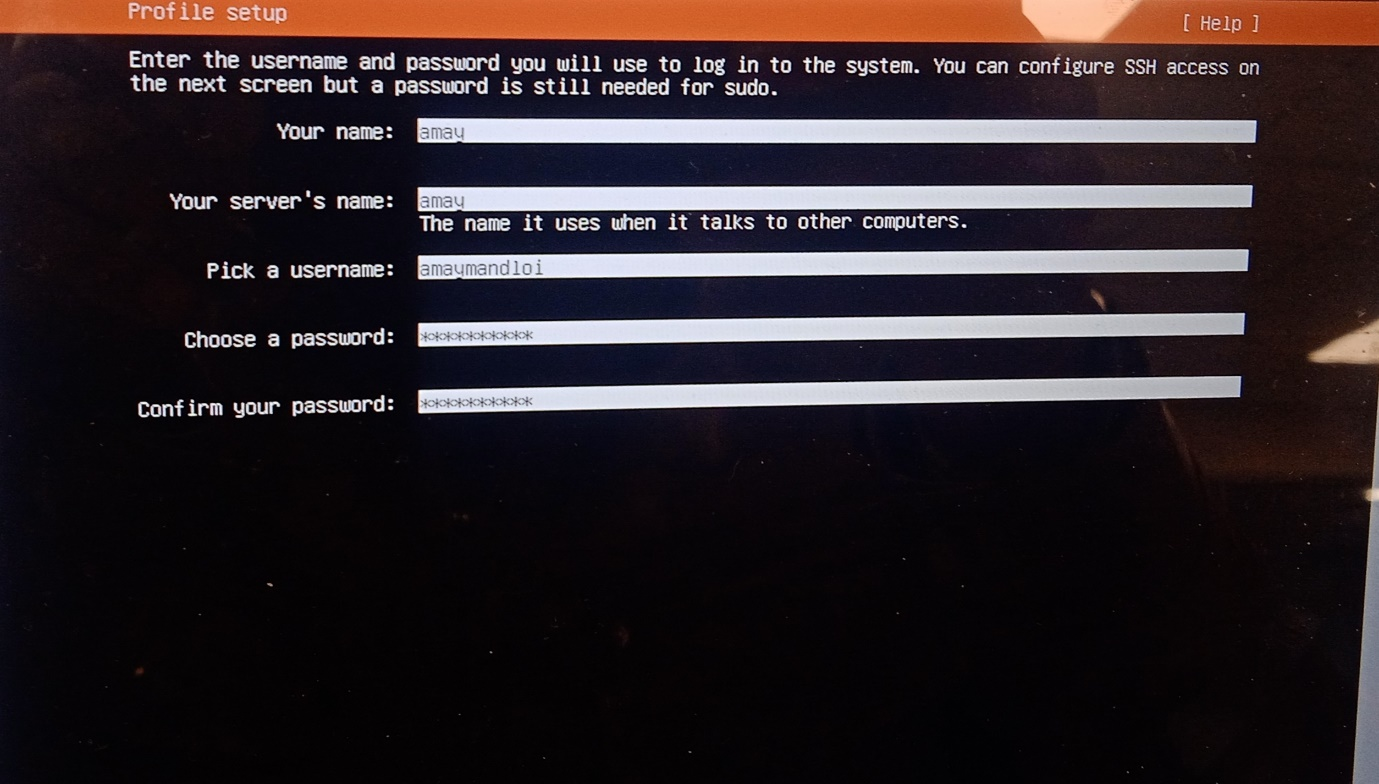 Profile setup
[ Help ]
Enter the username and password you will use to log in to the system. You can configure SSH access on
the next screen but a password is still needed for sudo.
Your name: amay
Your server's name: amay
The name it uses when it talks to other computers.
Pick a username: amaymandloi
Choose a password: **********
Confirm your password: **********